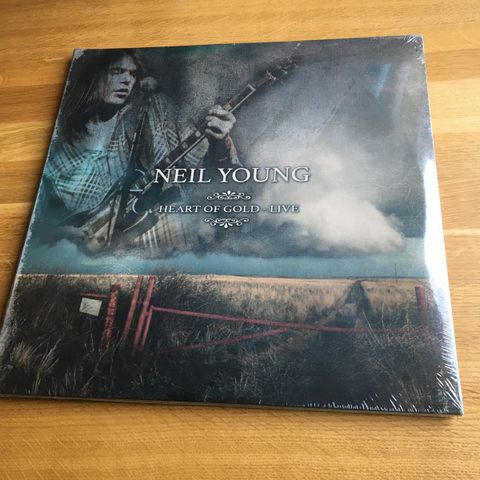 NEIL YOUNG
HEART OF GOLD - LIVE